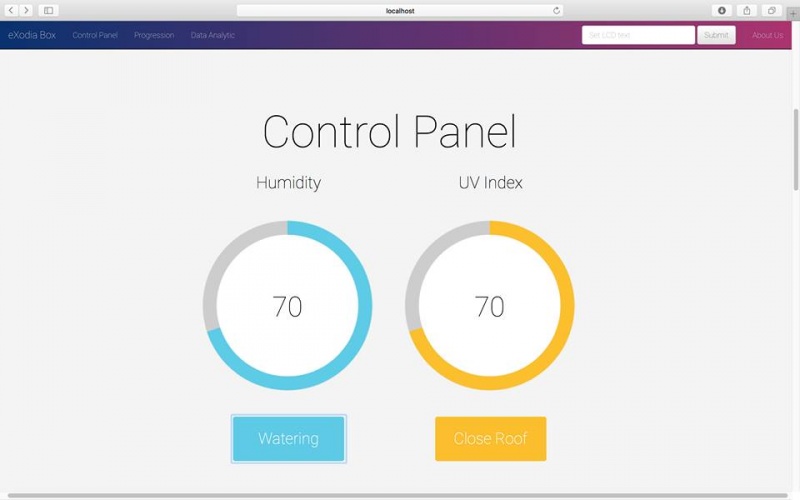 localhost
eXodia Box Control Panel Progression Data Analytic Set LCD text Submit About Us
Control Panel
Humidity UV Index
70 70
Watering Close Roof